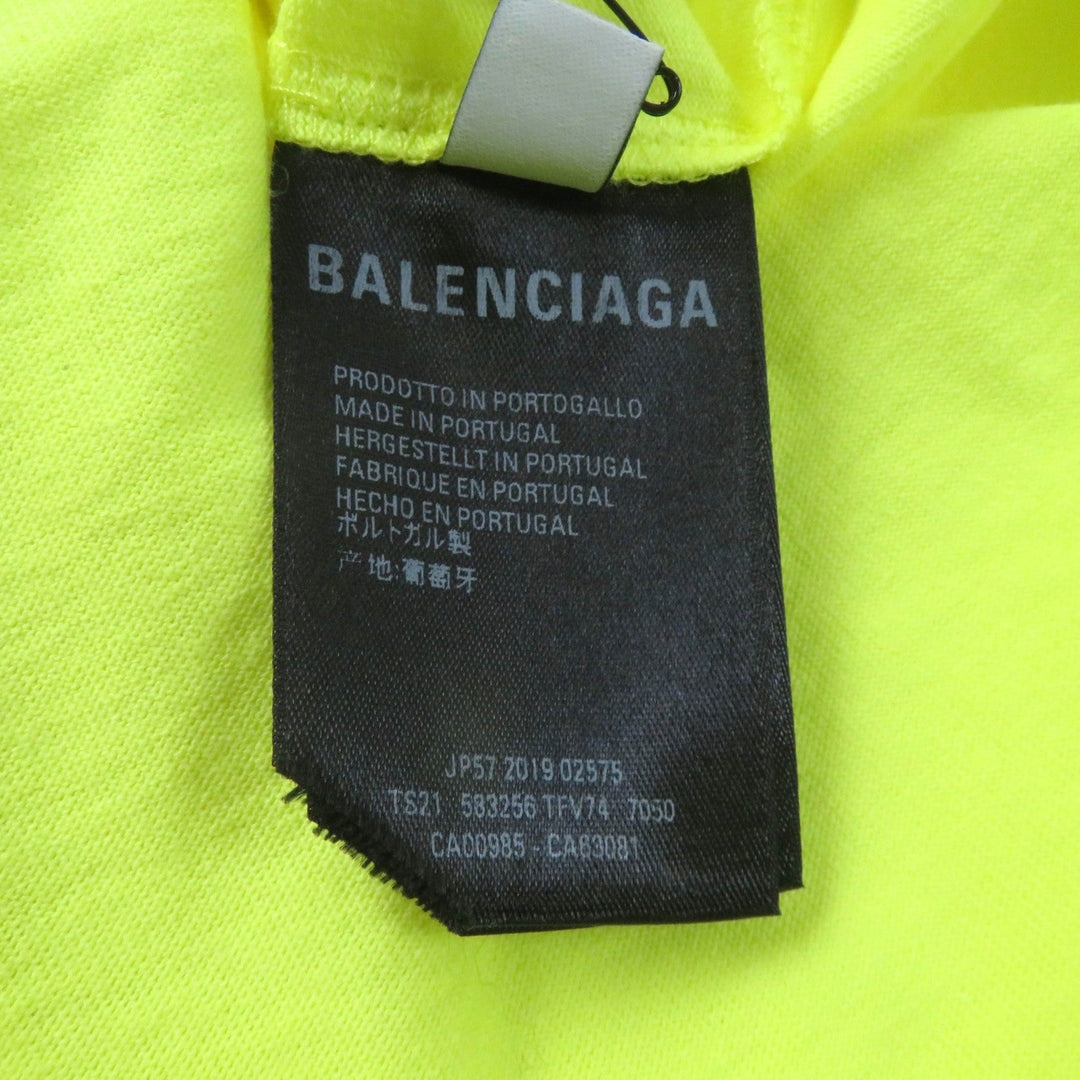 BALENCIAGA
PRODOTTO IN PORTOGALLO
MADE IN PORTUGAL
HERGESTELLT IN PORTUGAL
FABRIQUE EN PORTUGAL
HECHO EN PORTUGAL
ポルトガル製
产地:葡萄牙
JP57 2019 02575
TS21 583256 TFV74 7050
CA00985 - CA63081